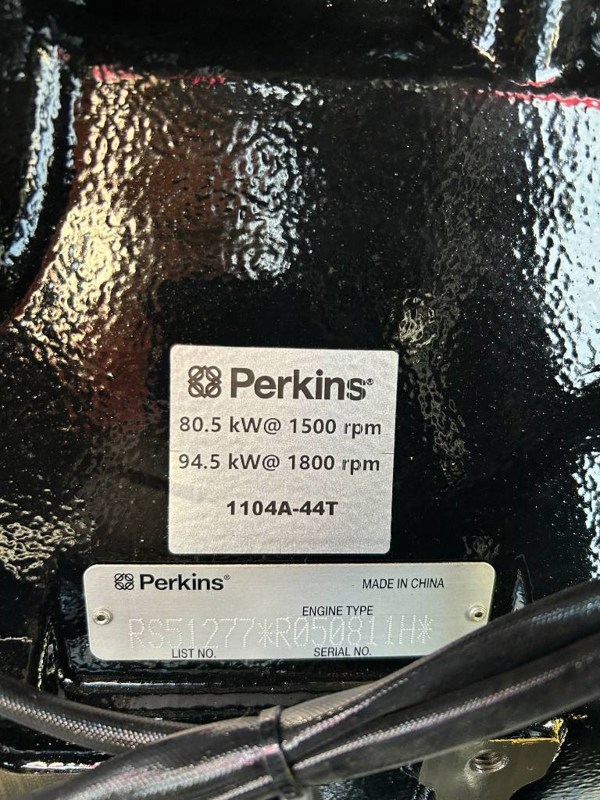 Perkins®
80.5 kW@ 1500 rpm
94.5 kW@ 1800 rpm
1104A-44T
Perkins®
MADE IN CHINA
ENGINE TYPE
RS51277*R050811H*
LIST NO.
SERIAL NO.